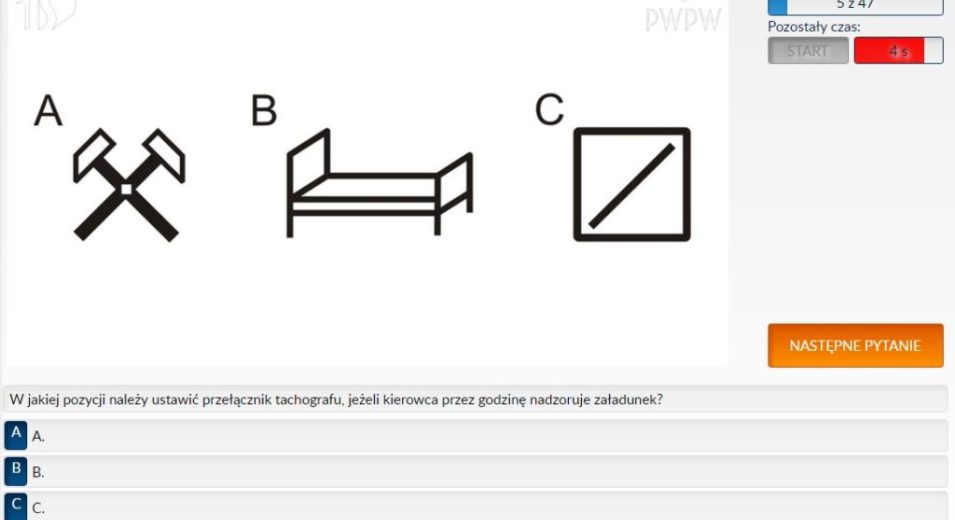 5 z 47
PWPW
Pozostały czas:
START
4 s
A
B
C
NASTĘPNE PYTANIE
W jakiej pozycji należy ustawić przełącznik tachografu, jeżeli kierowca przez godzinę nadzoruje załadunek?
A A.
B B.
C C.